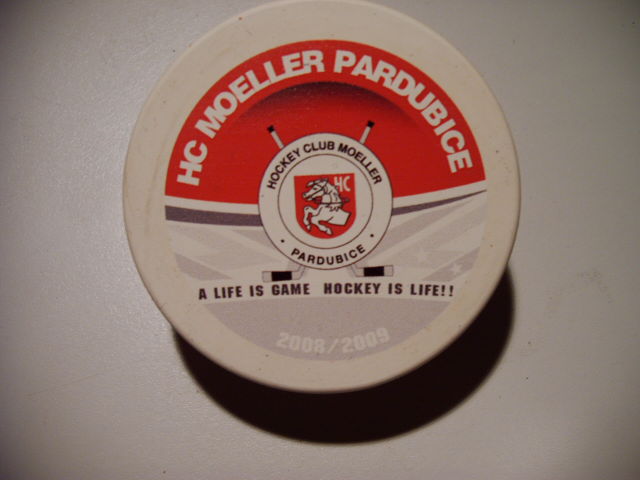 HC MOELLER PARDUBICE
HOCKEY CLUB MOELLER
HC
• PARDUBICE •
A LIFE IS GAME HOCKEY IS LIFE!!
2008/2009